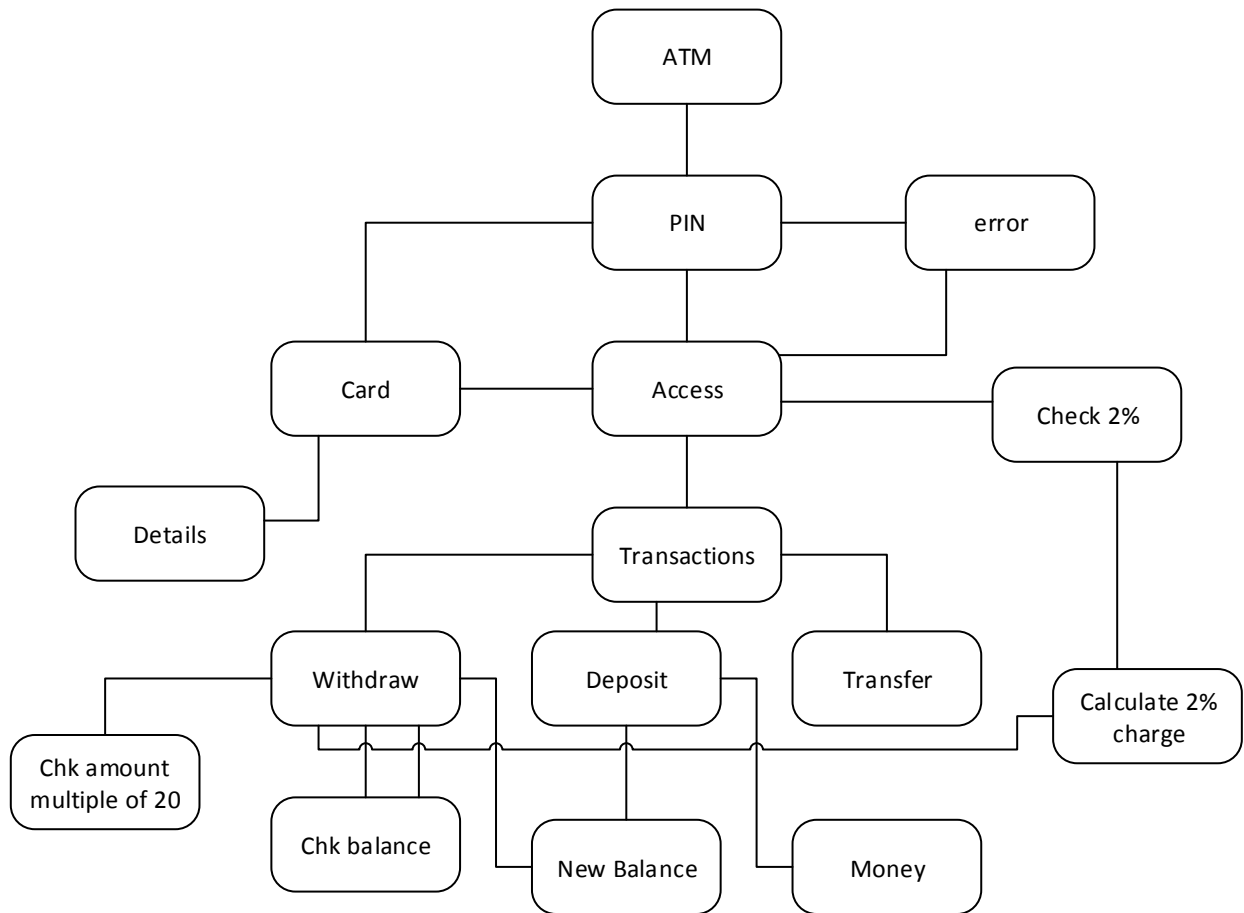 ATM
PIN
error
Card
Access
Check 2%
Details
Transactions
Withdraw
Deposit
Transfer
Calculate 2%
charge
Chk amount
multiple of 20
Chk balance
New Balance
Money